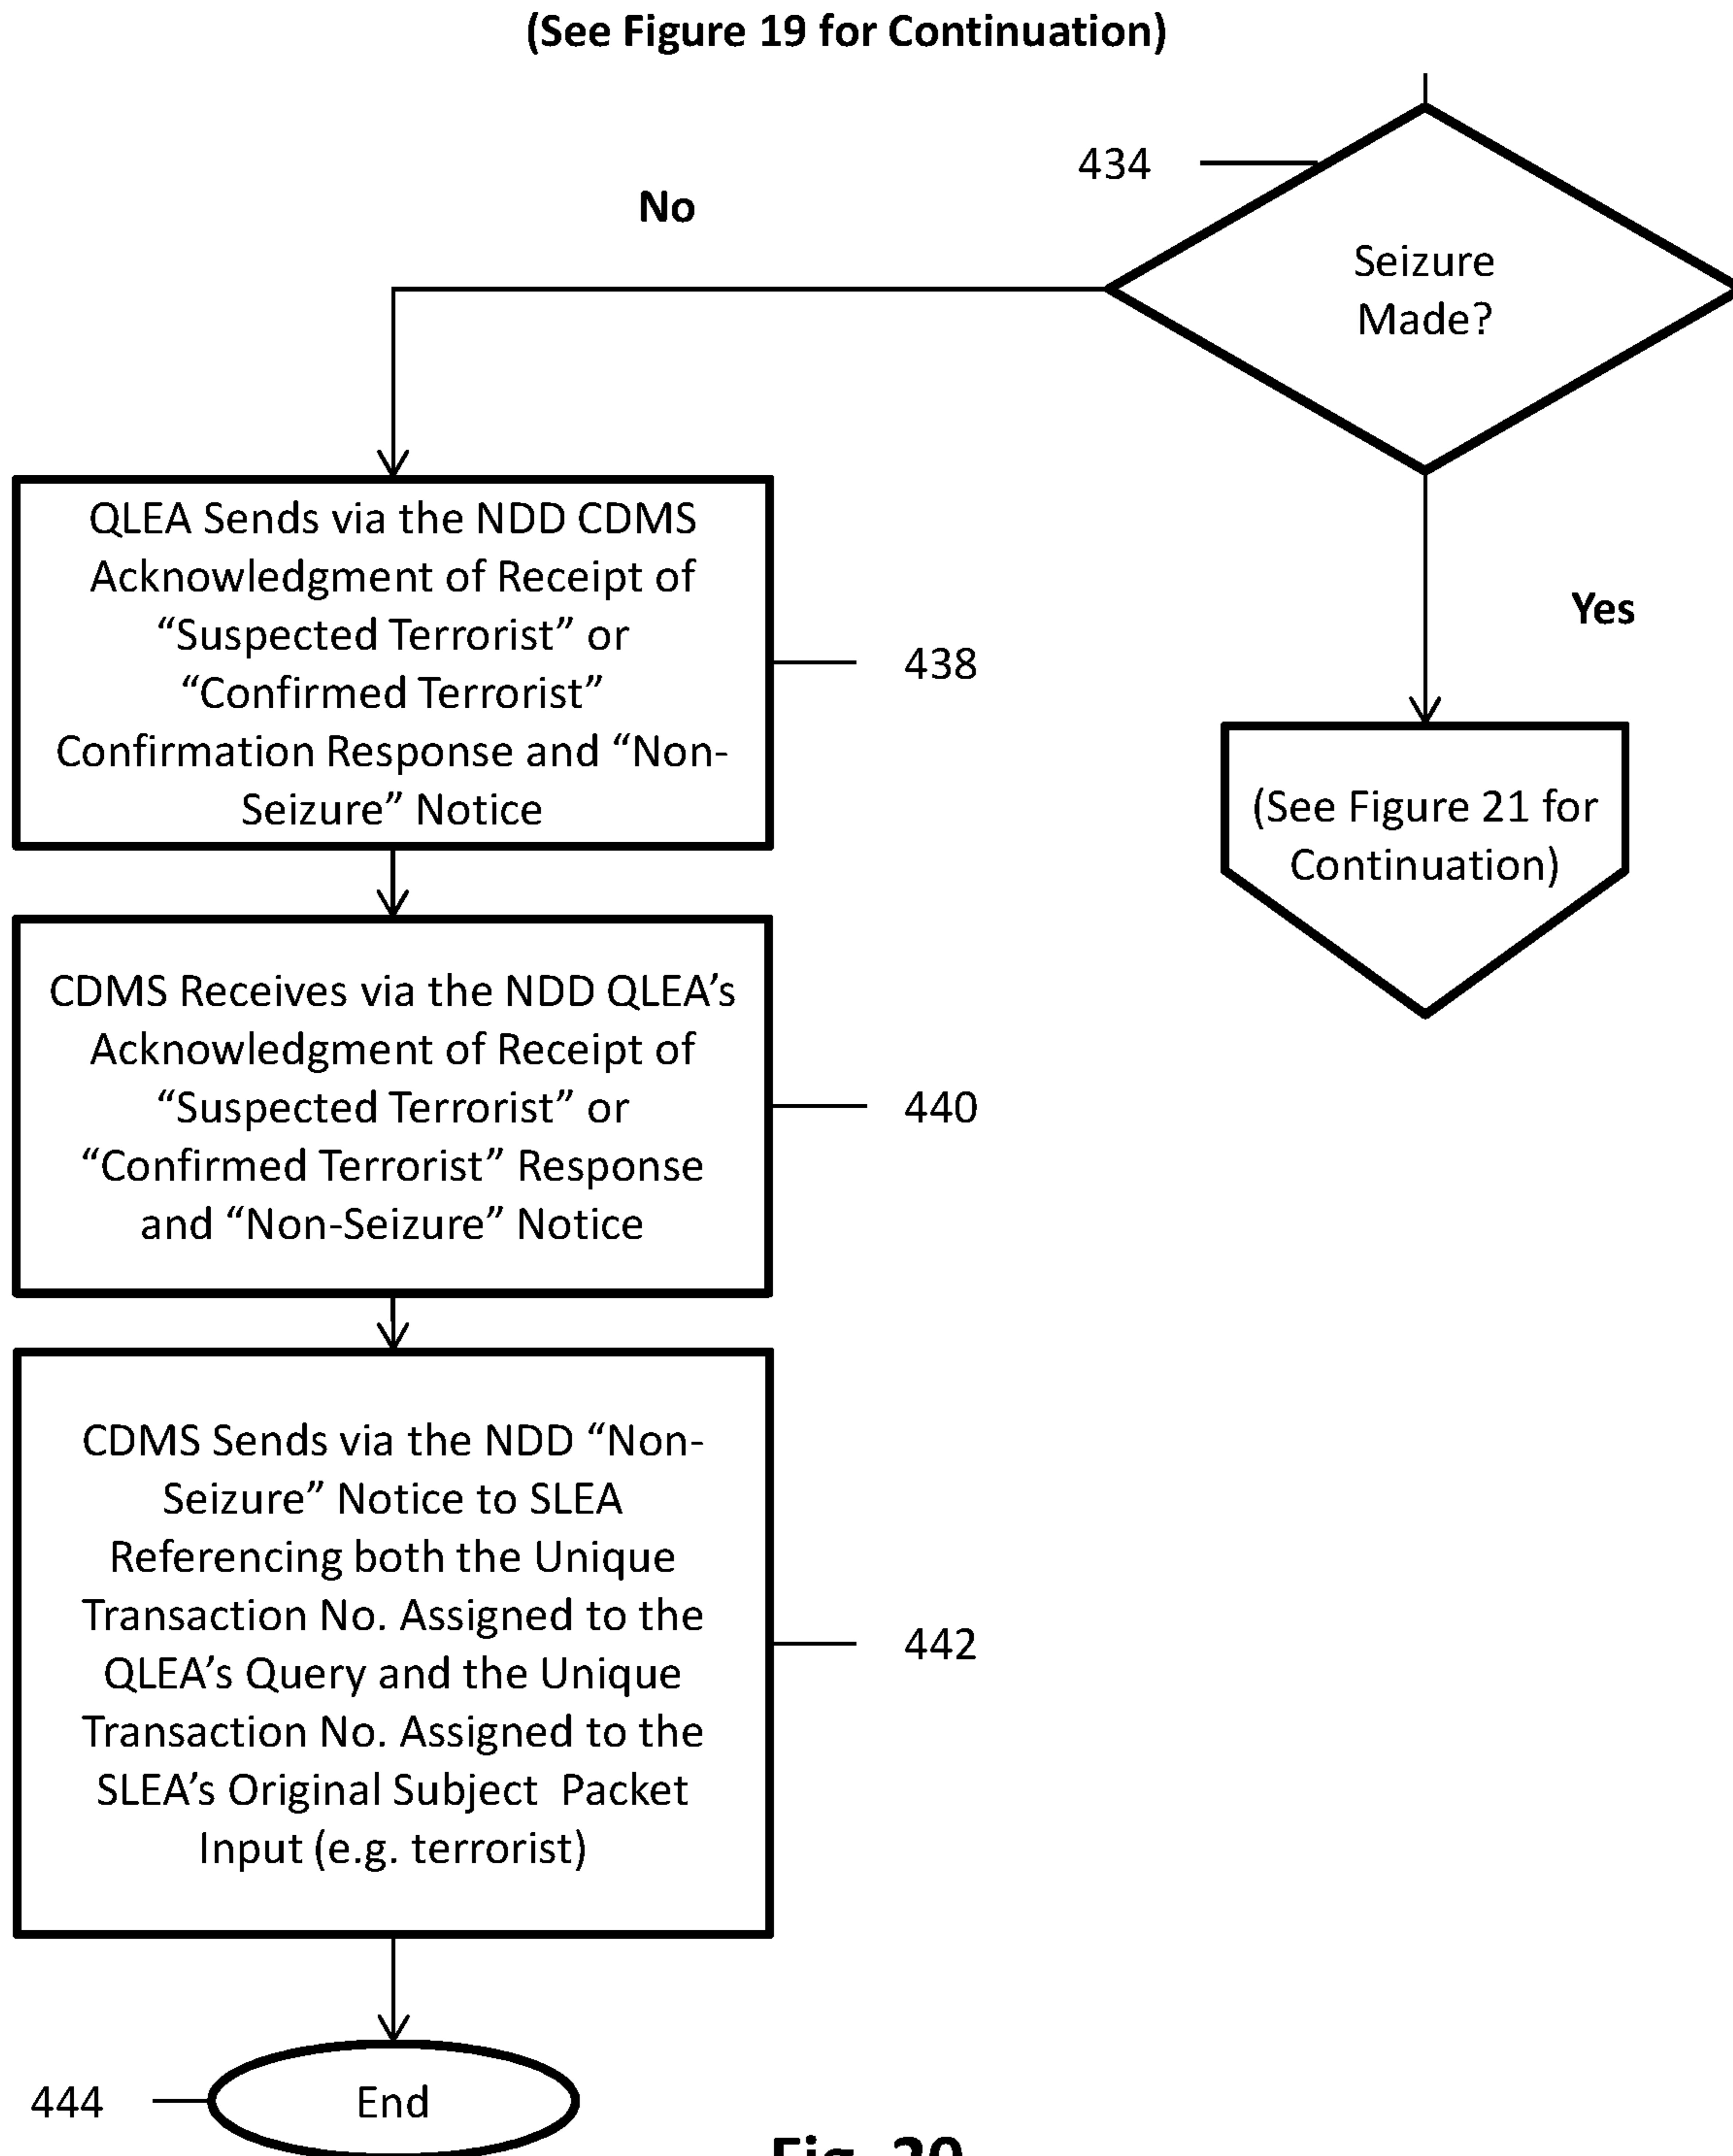 (See Figure 19 for Continuation)
434
No
Seizure
Made?
QLEA Sends via the NDD CDMS
Acknowledgment of Receipt of
“Suspected Terrorist” or
“Confirmed Terrorist”
Confirmation Response and “Non-
Seizure” Notice
438
Yes
(See Figure 21 for
Continuation)
CDMS Receives via the NDD QLEA’s
Acknowledgment of Receipt of
“Suspected Terrorist” or
“Confirmed Terrorist” Response
and “Non-Seizure” Notice
440
CDMS Sends via the NDD “Non-
Seizure” Notice to SLEA
Referencing both the Unique
Transaction No. Assigned to the
QLEA’s Query and the Unique
Transaction No. Assigned to the
SLEA’s Original Subject Packet
Input (e.g. terrorist)
442
444
End
Fig. 20